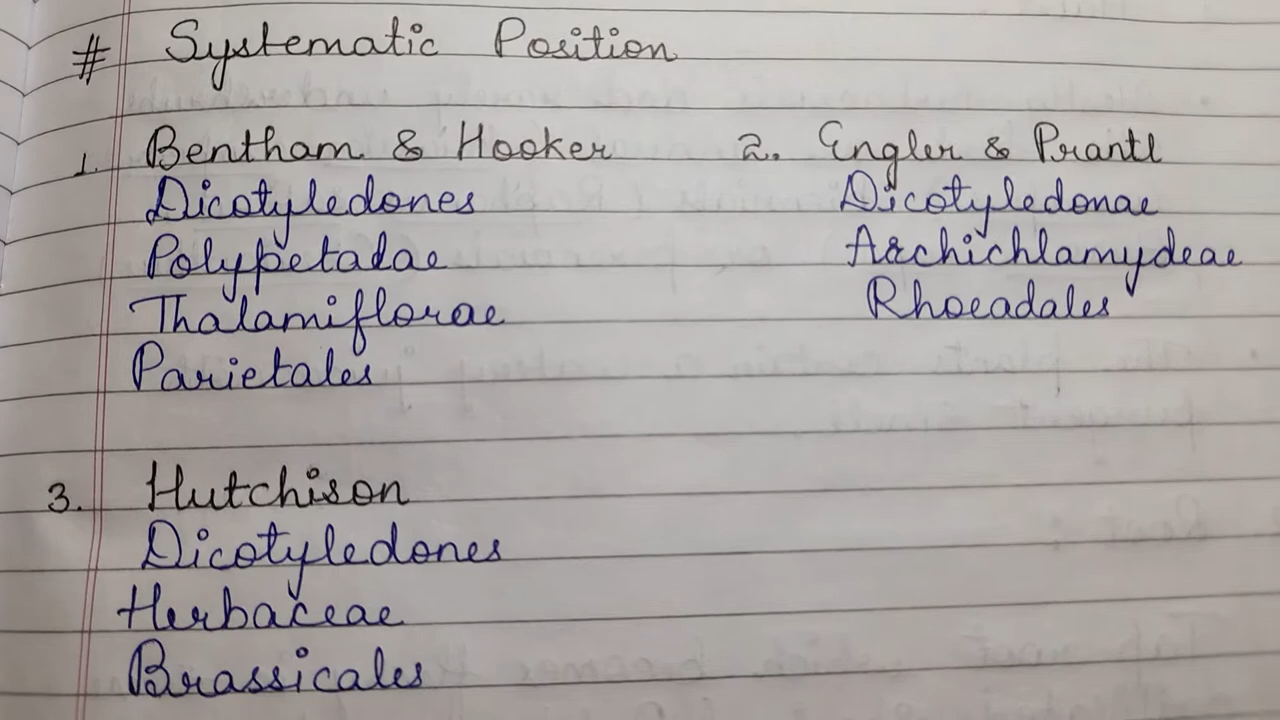 # Systematic Position
1. Bentham & Hooker
Dicotyledones
Polypetalae
Thalamiflorae
Parietales
2. Engler & Prantl
Dicotyledonae
Archichlamydeae
Rhoeadales
3. Hutchison
Dicotyledones
Herbaceae
Brassicales